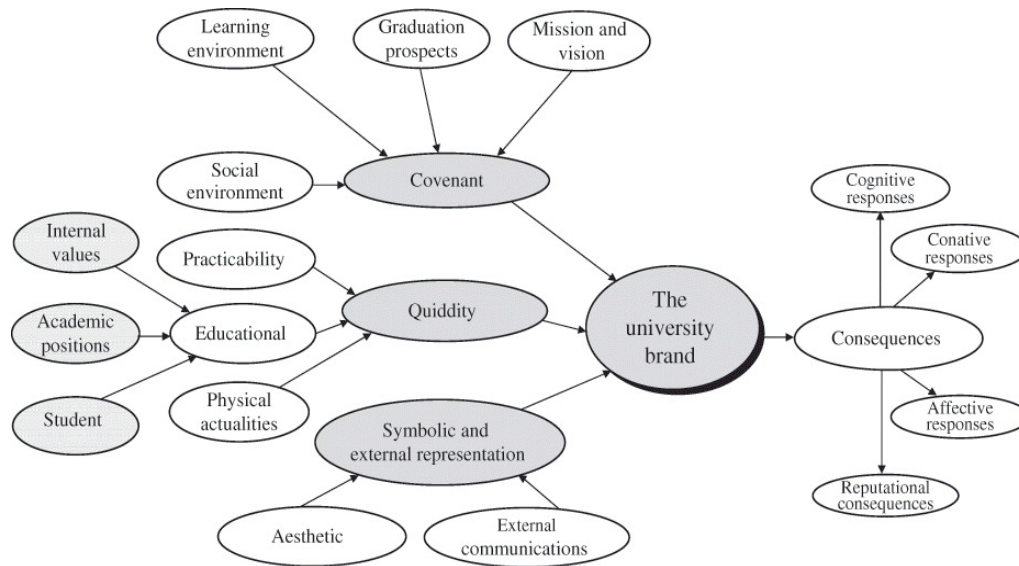 Learning
environment
Graduation
prospects
Mission and
vision
Social
environment
Covenant
Cognitive
responses
Internal
values
Practicability
Conative
responses
Academic
positions
Educational
Quiddity
The
university
brand
Consequences
Student
Physical
actualities
Symbolic and
external representation
Affective
responses
Reputational
consequences
Aesthetic
External
communications